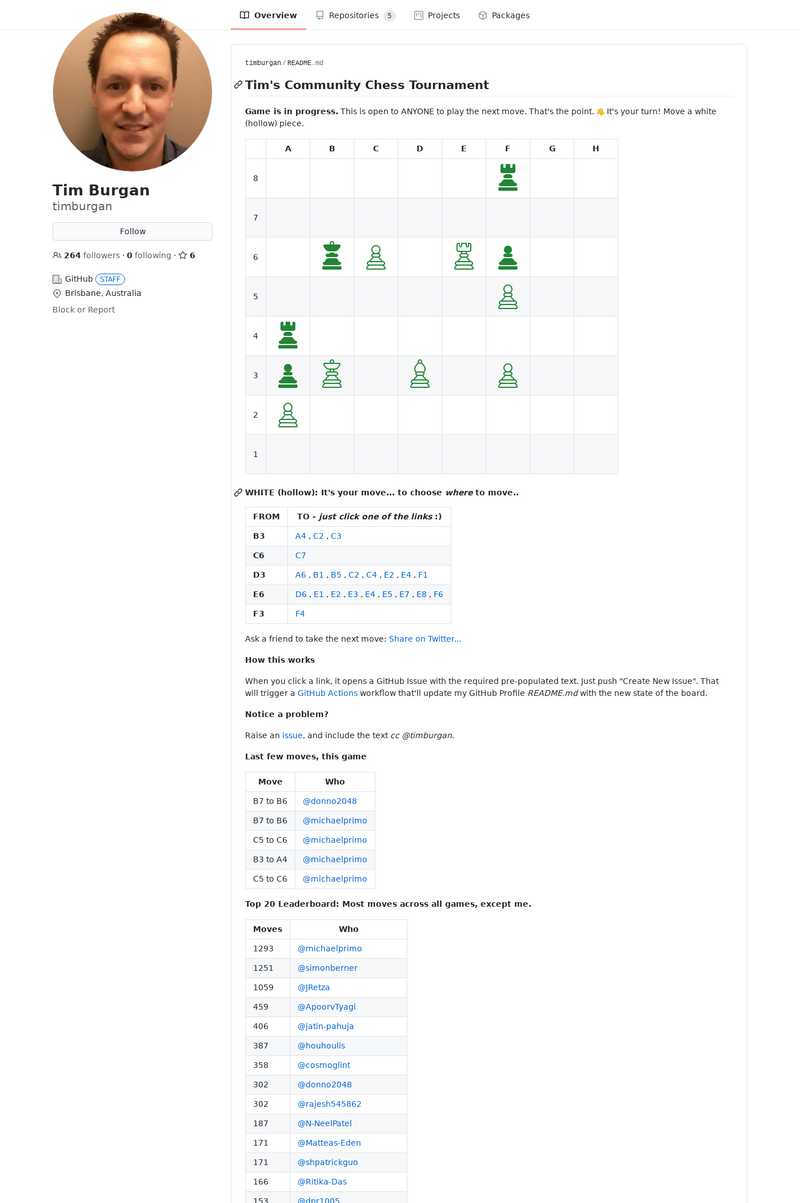 Overview
Repositories 5
Projects
Packages
Tim Burgan
timburgan
Follow
264 followers · 0 following · 6
GitHub STAFF
Brisbane, Australia
Block or Report
timburgan / README.md
Tim's Community Chess Tournament
Game is in progress. This is open to ANYONE to play the next move. That's the point. 👋 It's your turn! Move a white
(hollow) piece.
A B C D E F G H
8
7
6
5
4
3
2
1
WHITE (hollow): It's your move... to choose where to move..
FROM TO - just click one of the links :)
B3 A4 , C2 , C3
C6 C7
D3 A6 , B1 , B5 , C2 , C4 , E2 , E4 , F1
E6 D6 , E1 , E2 , E3 , E4 , E5 , E7 , E8 , F6
F3 F4
Ask a friend to take the next move: Share on Twitter...
How this works
When you click a link, it opens a GitHub Issue with the required pre-populated text. Just push "Create New Issue". That
will trigger a GitHub Actions workflow that'll update my GitHub Profile README.md with the new state of the board.
Notice a problem?
Raise an issue, and include the text cc @timburgan.
Last few moves, this game
Move Who
B7 to B6 @donno2048
B7 to B6 @michaelprimo
C5 to C6 @michaelprimo
B3 to A4 @michaelprimo
C5 to C6 @michaelprimo
Top 20 Leaderboard: Most moves across all games, except me.
Moves Who
1293 @michaelprimo
1251 @simonberner
1059 @JRetza
459 @ApoorvTyagi
406 @jatin-pahuja
387 @houhoulis
358 @cosmoglint
302 @donno2048
302 @rajesh545862
187 @N-NeelPatel
171 @Matteas-Eden
171 @shpatrickguo
166 @Ritika-Das
153 @dpr1005